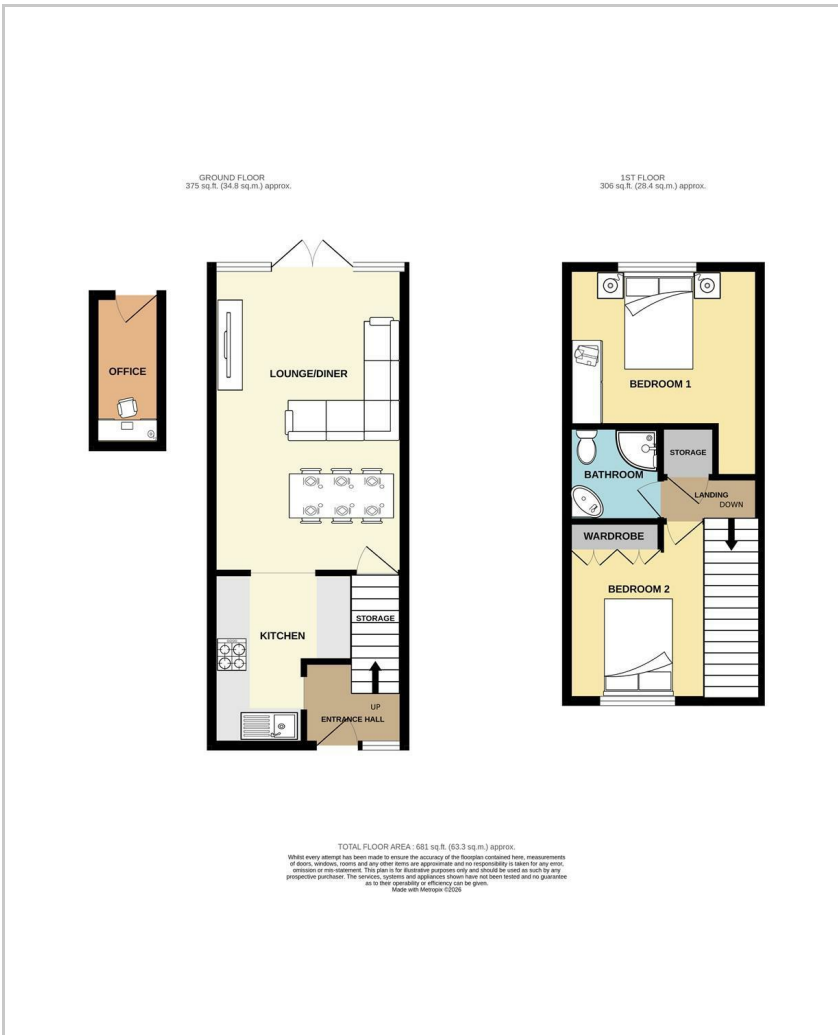 GROUND FLOOR
375 sq.ft. (34.8 sq.m.) approx.
1ST FLOOR
306 sq.ft. (28.4 sq.m.) approx.
OFFICE
LOUNGE/DINER
KITCHEN
STORAGE
UP
ENTRANCE HALL
BEDROOM 1
BATHROOM
STORAGE
LANDING
DOWN
WARDROBE
BEDROOM 2
TOTAL FLOOR AREA : 681 sq.ft. (63.3 sq.m.) approx.
Whilst every attempt has been made to ensure the accuracy of the floorplan contained here, measurements
of doors, windows, rooms and any other items are approximate and no responsibility is taken for any error,
omission or mis-statement. This plan is for illustrative purposes only and should be used as such by any
prospective purchaser. The services, systems and appliances shown have not been tested and no guarantee
as to their operability or efficiency can be given.
Made with Metropix ©2026